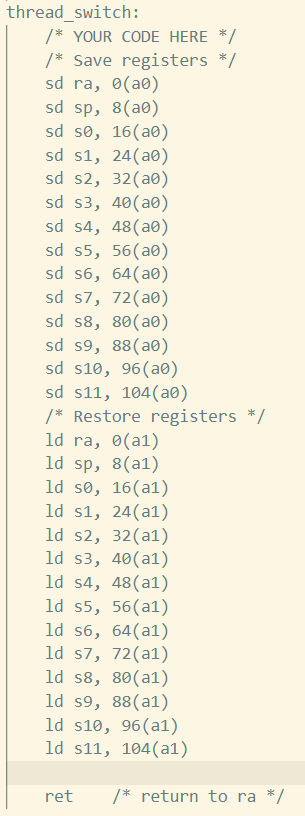 thread_switch:
/* YOUR CODE HERE */
/* Save registers */
sd ra, 0(a0)
sd sp, 8(a0)
sd s0, 16(a0)
sd s1, 24(a0)
sd s2, 32(a0)
sd s3, 40(a0)
sd s4, 48(a0)
sd s5, 56(a0)
sd s6, 64(a0)
sd s7, 72(a0)
sd s8, 80(a0)
sd s9, 88(a0)
sd s10, 96(a0)
sd s11, 104(a0)
/* Restore registers */
ld ra, 0(a1)
ld sp, 8(a1)
ld s0, 16(a1)
ld s1, 24(a1)
ld s2, 32(a1)
ld s3, 40(a1)
ld s4, 48(a1)
ld s5, 56(a1)
ld s6, 64(a1)
ld s7, 72(a1)
ld s8, 80(a1)
ld s9, 88(a1)
ld s10, 96(a1)
ld s11, 104(a1)
ret    /* return to ra */